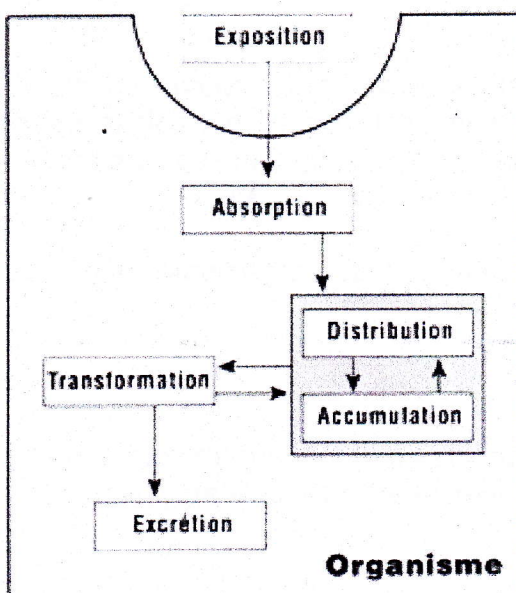 Exposition
Absorption
Distribution
Transformation
Accumulation
Excrétion
Organisme